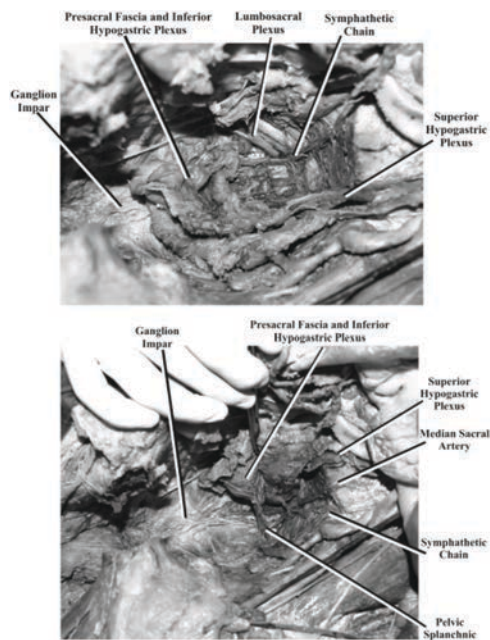 Presacral Fascia and Inferior
Hypogastric Plexus
Lumbosacral
Plexus
Symphathetic
Chain
Ganglion
Impar
Superior
Hypogastric
Plexus
Ganglion
Impar
Presacral Fascia and Inferior
Hypogastric Plexus
Superior
Hypogastric
Plexus
Median Sacral
Artery
Symphathetic
Chain
Pelvic
Splanchnic